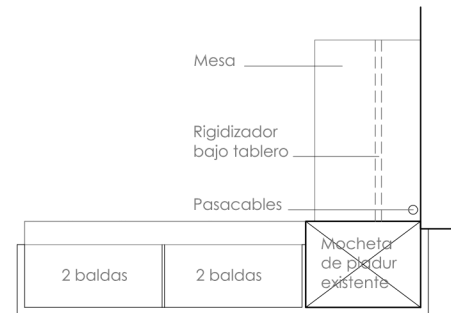 Mesa
Rigidizador
bajo tablero
Pasacables
Mocheta
de pladur
existente
2 baldas
2 baldas